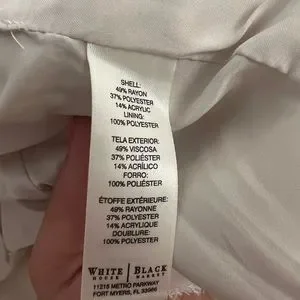 SHELL:
49% RAYON
37% POLYESTER
14% ACRYLIC
LINING:
100% POLYESTER
TELA EXTERIOR:
49% VISCOSA
37% POLIÉSTER
14% ACRÍLICO
FORRO:
100% POLIÉSTER
ÉTOFFE EXTÉRIEUR:
49% RAYONNE
37% POLYESTER
14% ACRYLIQUE
DOUBLURE:
100% POLYESTER
WHITE BLACK
HOUSE MARKET
11215 METRO PARKWAY
FORT MYERS, FL 33966